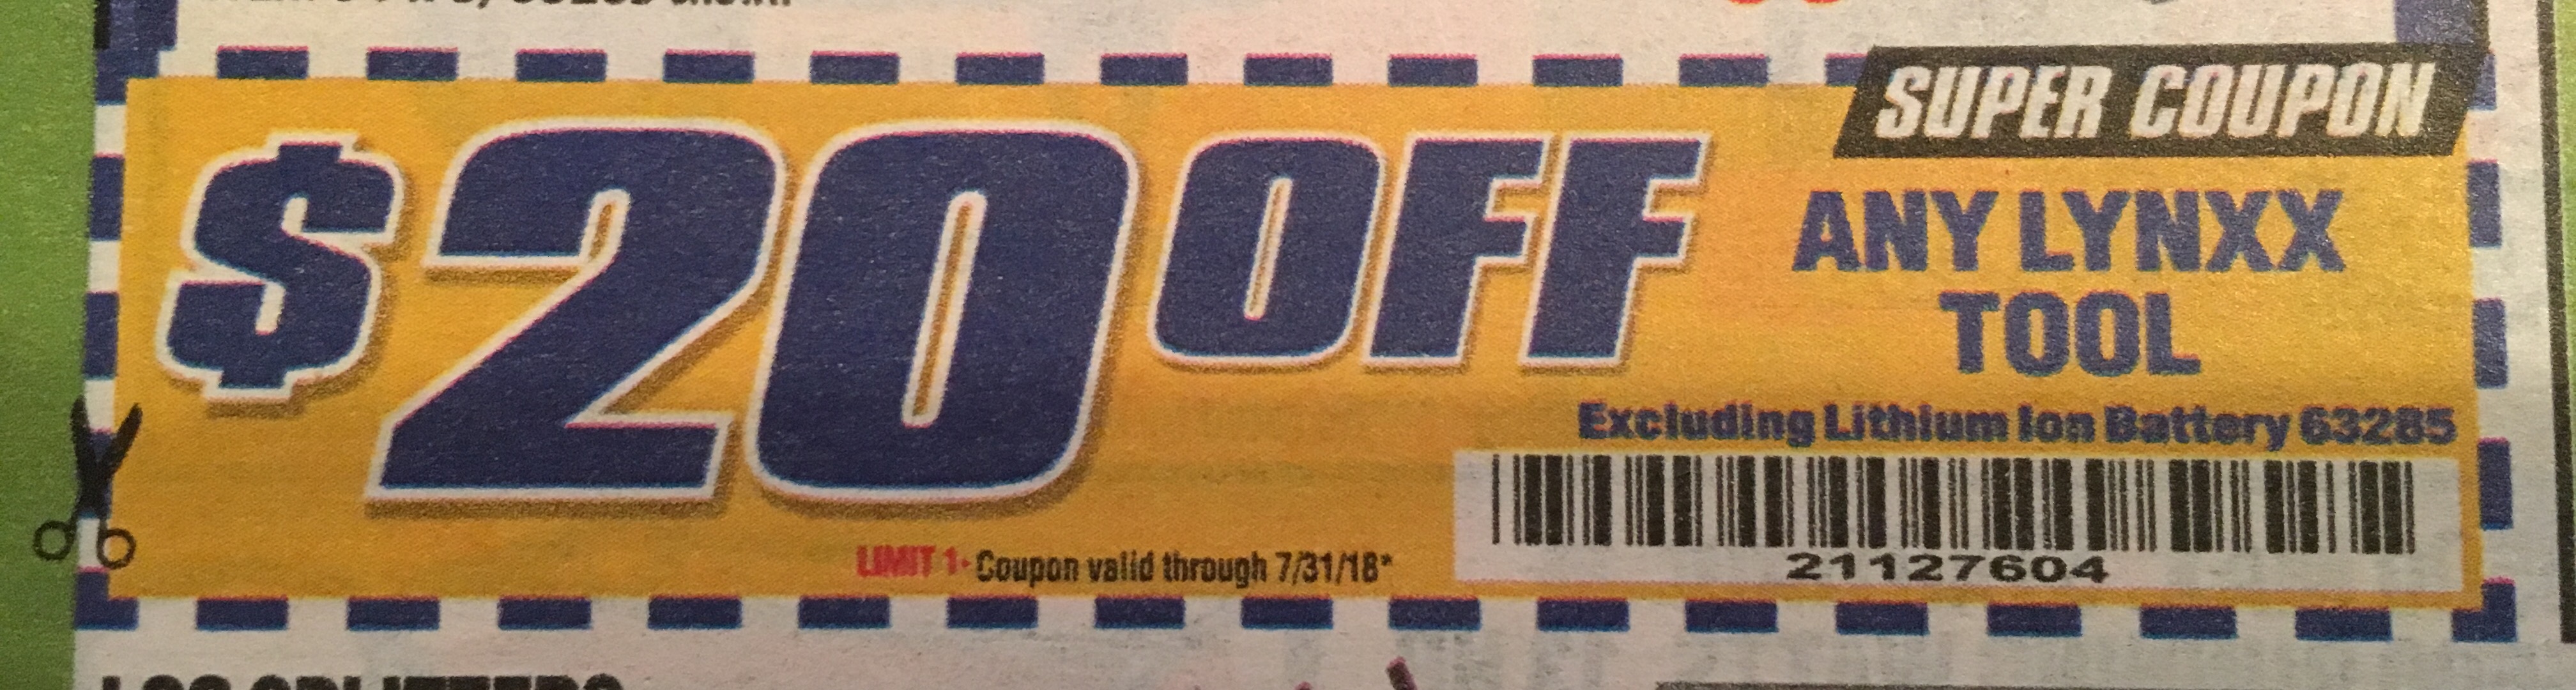 SUPER COUPON
$20 OFF
ANY LYNXX
TOOL
Excluding Lithium Ion Battery 63285
LIMIT 1 - Coupon valid through 7/31/18*
21127604